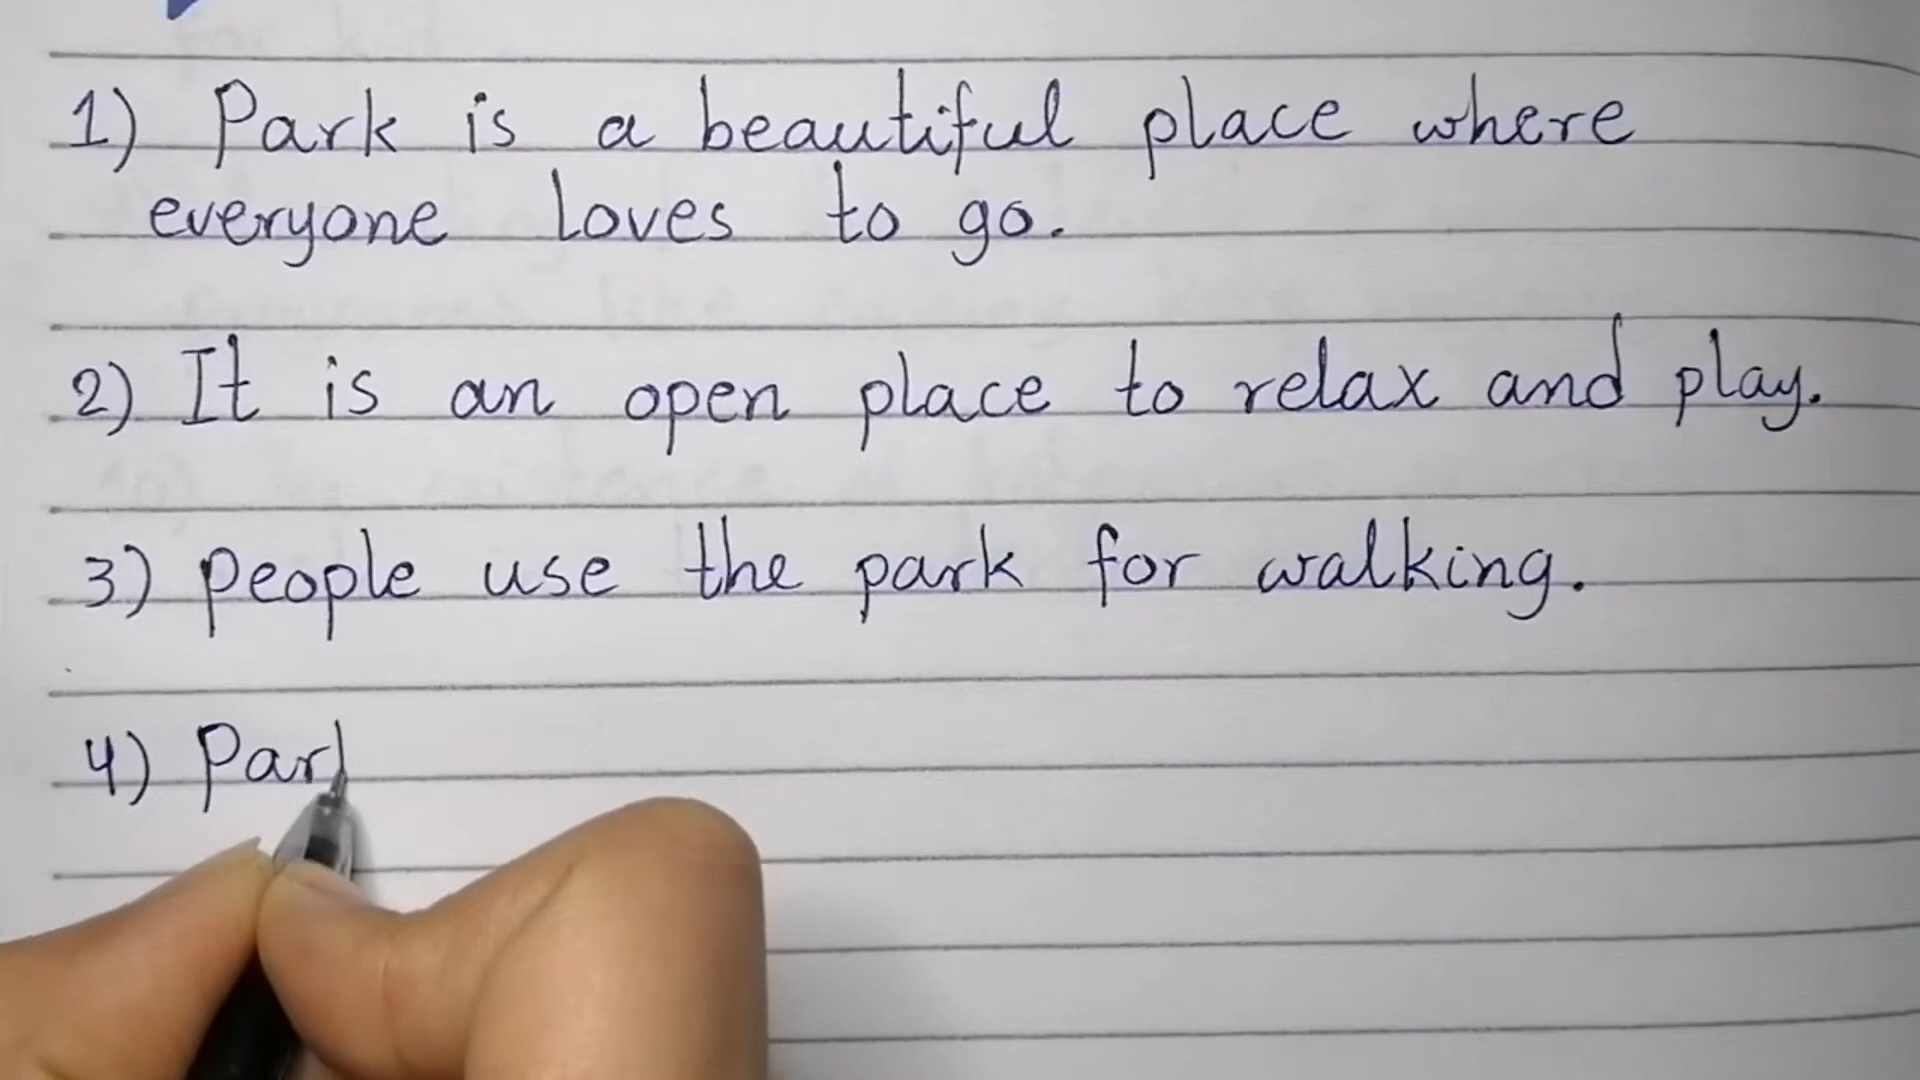 1) Park is a beautiful place where
everyone loves to go.
2) It is an open place to relax and play.
3) People use the park for walking.
4) Par